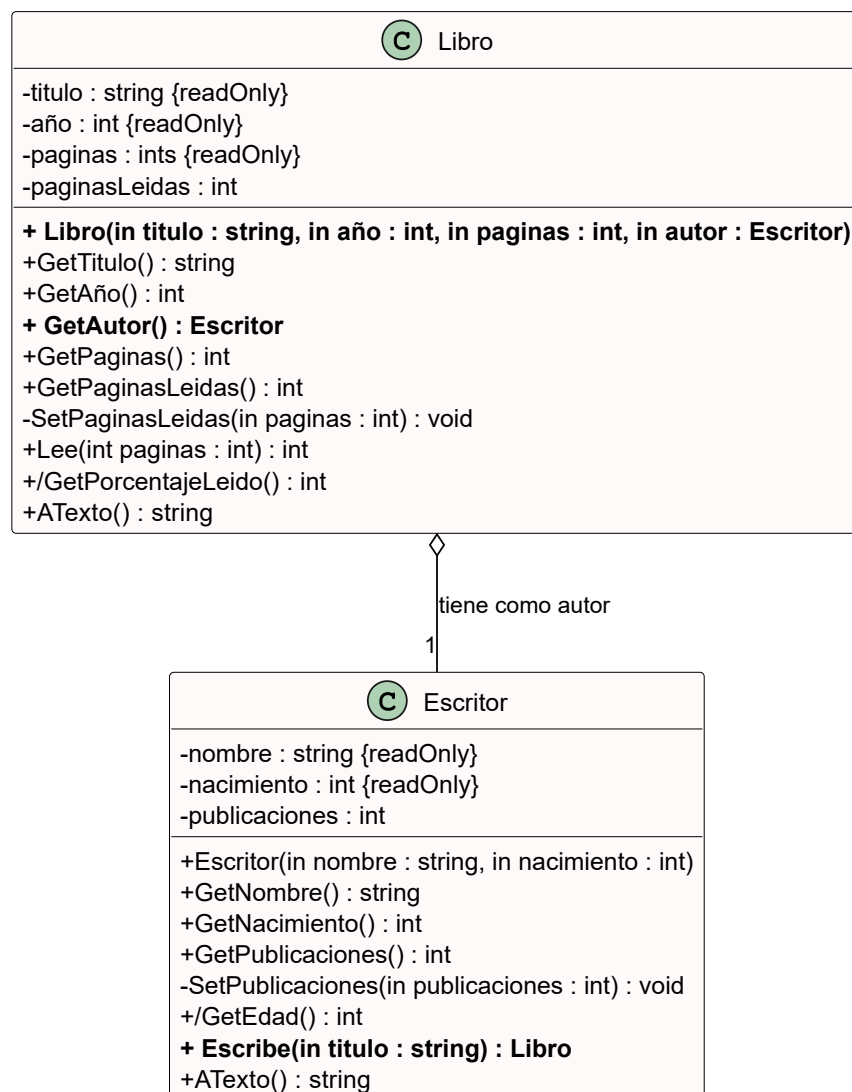 C Libro
-titulo : string {readOnly}
-año : int {readOnly}
-paginas : ints {readOnly}
-paginasLeidas : int
+ Libro(in titulo : string, in año : int, in paginas : int, in autor : Escritor)
+GetTitulo() : string
+GetAño() : int
+ GetAutor() : Escritor
+GetPaginas() : int
+GetPaginasLeidas() : int
-SetPaginasLeidas(in paginas : int) : void
+Lee(int paginas : int) : int
+/GetPorcentajeLeido() : int
+ATexto() : string
tiene como autor
1
C Escritor
-nombre : string {readOnly}
-nacimiento : int {readOnly}
-publicaciones : int
+Escritor(in nombre : string, in nacimiento : int)
+GetNombre() : string
+GetNacimiento() : int
+GetPublicaciones() : int
-SetPublicaciones(in publicaciones : int) : void
+/GetEdad() : int
+ Escribe(in titulo : string) : Libro
+ATexto() : string